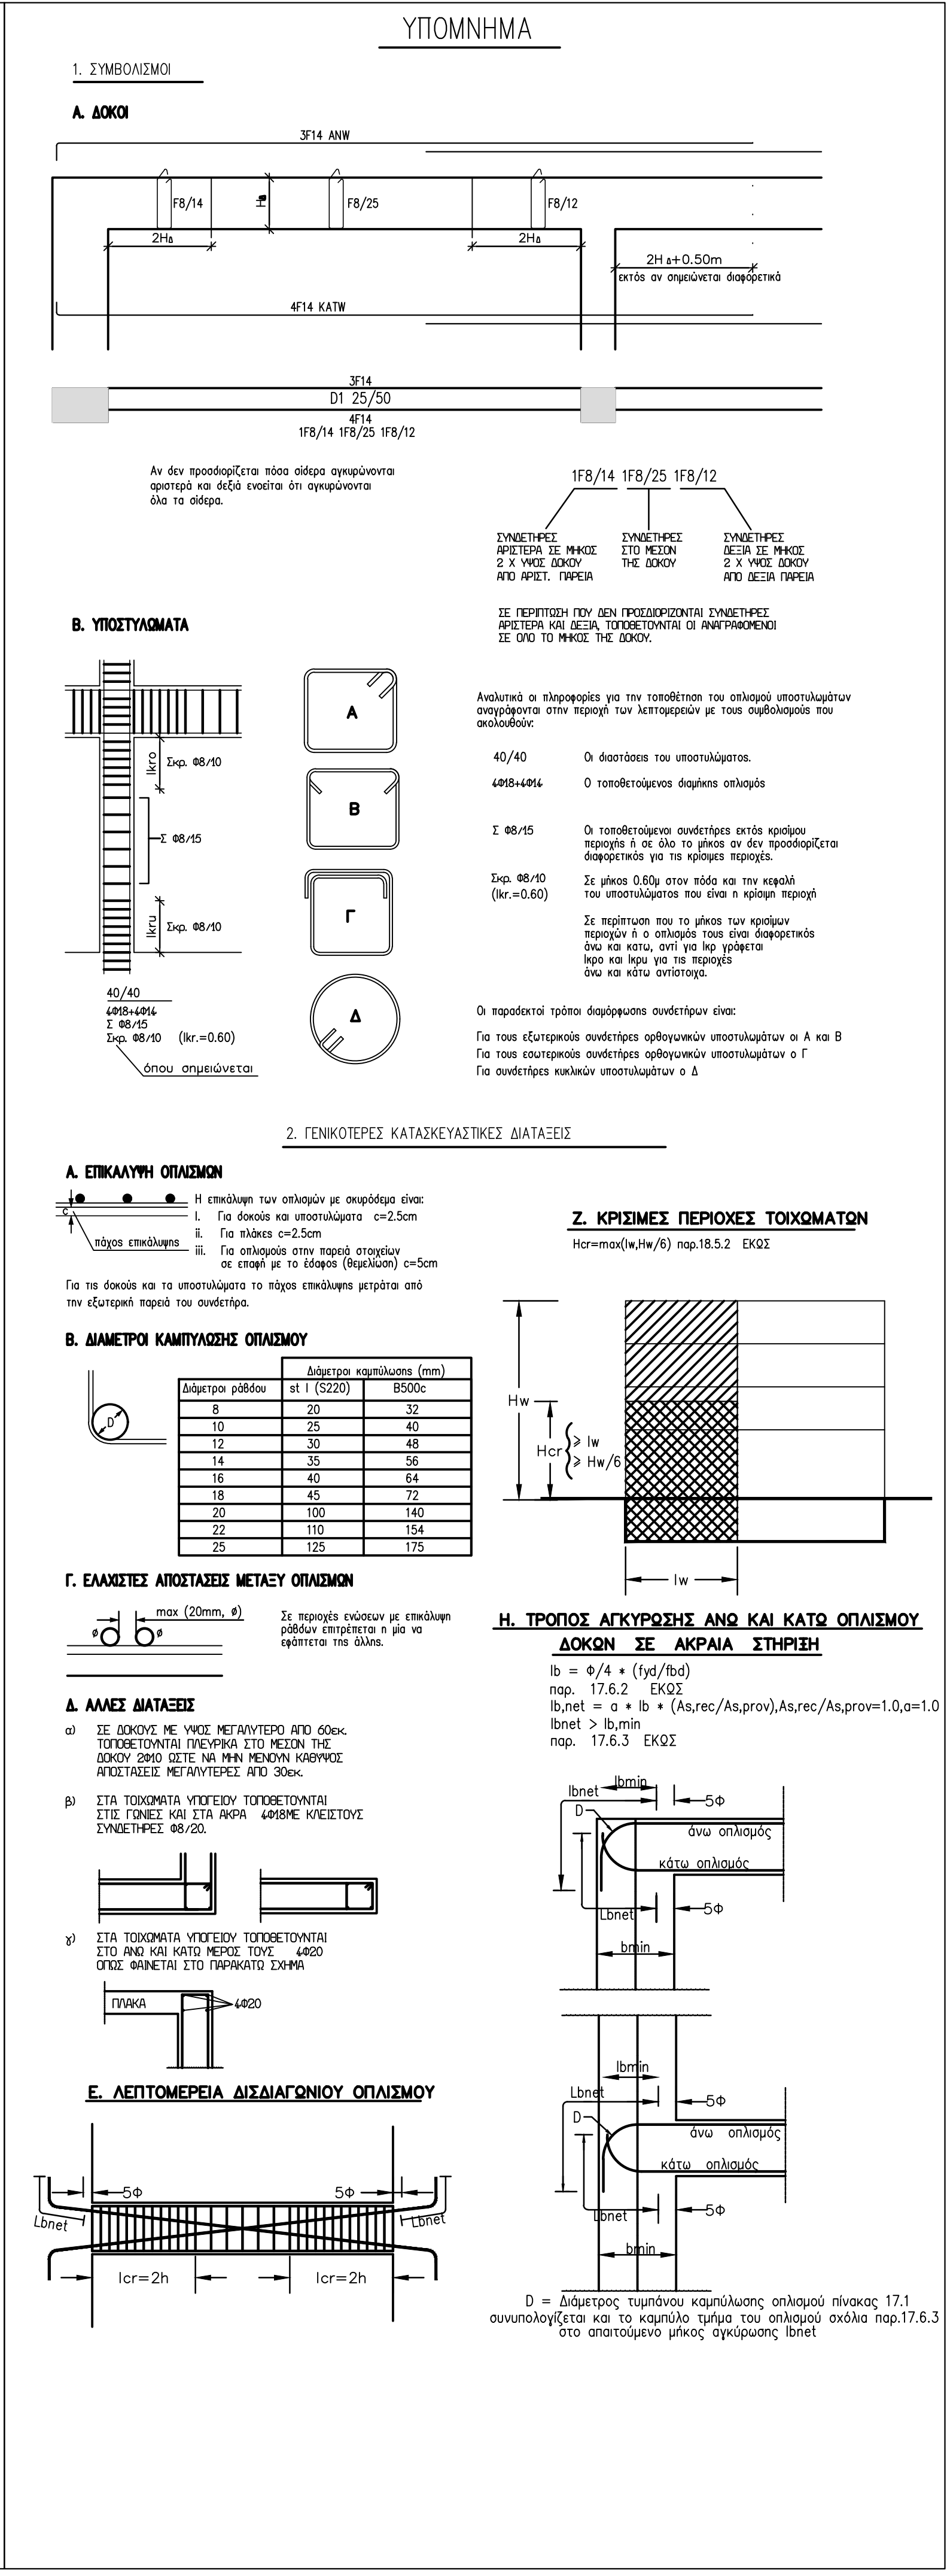 ΥΠΟΜΝΗΜΑ
1. ΣΥΜΒΟΛΙΣΜΟΙ
Α. ΔΟΚΟΙ
3F14 ANW
F8/14
HΔ
F8/25
F8/12
2HΔ
2HΔ
2H Δ+0.50m
εκτός αν σημειώνεται διαφορετικά
4F14 KATW
3F14
D1 25/50
4F14
1F8/14 1F8/25 1F8/12
Αν δεν προσδιορίζεται πόσα σίδερα αγκυρώνονται
αριστερά και δεξιά ενοείται ότι αγκυρώνονται
όλα τα σίδερα.
1F8/14 1F8/25 1F8/12
ΣΥΝΔΕΤΗΡΕΣ
ΑΡΙΣΤΕΡΑ ΣΕ ΜΗΚΟΣ
2 Χ ΥΨΟΣ ΔΟΚΟΥ
ΑΠΟ ΑΡΙΣΤ. ΠΑΡΕΙΑ
ΣΥΝΔΕΤΗΡΕΣ
ΣΤΟ ΜΕΣΟΝ
ΤΗΣ ΔΟΚΟΥ
ΣΥΝΔΕΤΗΡΕΣ
ΔΕΞΙΑ ΣΕ ΜΗΚΟΣ
2 Χ ΥΨΟΣ ΔΟΚΟΥ
ΑΠΟ ΔΕΞΙΑ ΠΑΡΕΙΑ
ΣΕ ΠΕΡΙΠΤΩΣΗ ΠΟΥ ΔΕΝ ΠΡΟΣΔΙΟΡΙΖΟΝΤΑΙ ΣΥΝΔΕΤΗΡΕΣ
ΑΡΙΣΤΕΡΑ ΚΑΙ ΔΕΞΙΑ, ΤΟΠΟΘΕΤΟΥΝΤΑΙ ΟΙ ΑΝΑΓΡΑΦΟΜΕΝΟΙ
ΣΕ ΟΛΟ ΤΟ ΜΗΚΟΣ ΤΗΣ ΔΟΚΟΥ.
Β. ΥΠΟΣΤΥΛΩΜΑΤΑ
lkro
Σκρ. Φ8/10
Σ Φ8/15
lkru
Σκρ. Φ8/10
40/40
4Φ18+4Φ14
Σ Φ8/15
Σκρ. Φ8/10 (lkr.=0.60)
όπου σημειώνεται
Α
Β
Γ
Δ
Αναλυτικά οι πληροφορίες για την τοποθέτηση του οπλισμού υποστυλωμάτων
αναγράφονται στην περιοχή των λεπτομερειών με τους συμβολισμούς που
ακολουθούν:
40/40 Οι διαστάσεις του υποστυλώματος.
4Φ18+4Φ14 Ο τοποθετούμενος διαμήκης οπλισμός
Σ Φ8/15 Οι τοποθετούμενοι συνδετήρες εκτός κρισίμου
περιοχής ή σε όλο το μήκος αν δεν προσδιορίζεται
διαφορετικός για τις κρίσιμες περιοχές.
Σκρ. Φ8/10 Σε μήκος 0.60μ στον πόδα και την κεφαλή
(lkr.=0.60) του υποστυλώματος που είναι η κρίσιμη περιοχή
Σε περίπτωση που το μήκος των κρισίμων
περιοχών ή ο οπλισμός τους είναι διαφορετικός
άνω και κατω, αντί για lκρ γράφεται
lκρο και lκρυ για τις περιοχές
άνω και κάτω αντίστοιχα.
Οι παραδεκτοί τρόποι διαμόρφωσης συνδετήρων είναι:
Για τους εξωτερικούς συνδετήρες ορθογωνικών υποστυλωμάτων οι Α και Β
Για τους εσωτερικούς συνδετήρες ορθογωνικών υποστυλωμάτων ο Γ
Για συνδετήρες κυκλικών υποστυλωμάτων ο Δ
2. ΓΕΝΙΚΟΤΕΡΕΣ ΚΑΤΑΣΚΕΥΑΣΤΙΚΕΣ ΔΙΑΤΑΞΕΙΣ
Α. ΕΠΙΚΑΛΥΨΗ ΟΠΛΙΣΜΩΝ
c
πάχος επικάλυψης
Η επικάλυψη των οπλισμών με σκυρόδεμα είναι:
I. Για δοκούς και υποστυλώματα c=2.5cm
ii. Για πλάκες c=2.5cm
iii. Για οπλισμούς στην παρειά στοιχείων
σε επαφή με το έδαφος (θεμελίωση) c=5cm
Για τις δοκούς και τα υποστυλώματα το πάχος επικάλυψης μετράται από
την εξωτερική παρειά του συνδετήρα.
Β. ΔΙΑΜΕΤΡΟΙ ΚΑΜΠΥΛΩΣΗΣ ΟΠΛΙΣΜΟΥ
D
Διάμετροι καμπύλωσης (mm)
Διάμετροι ράβδου st I (S220) B500c
8 20 32
10 25 40
12 30 48
14 35 56
16 40 64
18 45 72
20 100 140
22 110 154
25 125 175
Γ. ΕΛΑΧΙΣΤΕΣ ΑΠΟΣΤΑΣΕΙΣ ΜΕΤΑΞΥ ΟΠΛΙΣΜΩΝ
max (20mm, ø)
ø ø
Σε περιοχές ενώσεων με επικάλυψη
ράβδων επιτρέπεται η μία να
εφάπτεται της άλλης.
Δ. ΑΛΛΕΣ ΔΙΑΤΑΞΕΙΣ
α) ΣΕ ΔΟΚΟΥΣ ΜΕ ΥΨΟΣ ΜΕΓΑΛΥΤΕΡΟ ΑΠΟ 60εκ.
ΤΟΠΟΘΕΤΟΥΝΤΑΙ ΠΛΕΥΡΙΚΑ ΣΤΟ ΜΕΣΟΝ ΤΗΣ
ΔΟΚΟΥ 2Φ10 ΩΣΤΕ ΝΑ ΜΗΝ ΜΕΝΟΥΝ ΚΑΘΥΨΟΣ
ΑΠΟΣΤΑΣΕΙΣ ΜΕΓΑΛΥΤΕΡΕΣ ΑΠΟ 30εκ.
β) ΣΤΑ ΤΟΙΧΩΜΑΤΑ ΥΠΟΓΕΙΟΥ ΤΟΠΟΘΕΤΟΥΝΤΑΙ
ΣΤΙΣ ΓΩΝΙΕΣ ΚΑΙ ΣΤΑ ΑΚΡΑ 4Φ18ΜΕ ΚΛΕΙΣΤΟΥΣ
ΣΥΝΔΕΤΗΡΕΣ Φ8/20.
γ) ΣΤΑ ΤΟΙΧΩΜΑΤΑ ΥΠΟΓΕΙΟΥ ΤΟΠΟΘΕΤΟΥΝΤΑΙ
ΣΤΟ ΑΝΩ ΚΑΙ ΚΑΤΩ ΜΕΡΟΣ ΤΟΥΣ 4Φ20
ΟΠΩΣ ΦΑΙΝΕΤΑΙ ΣΤΟ ΠΑΡΑΚΑΤΩ ΣΧΗΜΑ
ΠΛΑΚΑ
4Φ20
Ε. ΛΕΠΤΟΜΕΡΕΙΑ ΔΙΣΔΙΑΓΩΝΙΟΥ ΟΠΛΙΣΜΟΥ
5Φ
5Φ
Lbnet
Lbnet
lcr=2h
lcr=2h
Ζ. ΚΡΙΣΙΜΕΣ ΠΕΡΙΟΧΕΣ ΤΟΙΧΩΜΑΤΩΝ
Hcr=max(lw,Hw/6) παρ.18.5.2 ΕΚΩΣ
Hw
Hcr
⩾ lw
⩾ Hw/6
lw
Η. ΤΡΟΠΟΣ ΑΓΚΥΡΩΣΗΣ ΑΝΩ ΚΑΙ ΚΑΤΩ ΟΠΛΙΣΜΟΥ
ΔΟΚΩΝ ΣΕ ΑΚΡΑΙΑ ΣΤΗΡΙΞΗ
lb = Φ/4 * (fyd/fbd)
παρ. 17.6.2 ΕΚΩΣ
lb,net = a * lb * (As,rec/As,prov),As,rec/As,prov=1.0,a=1.0
lbnet > lb,min
παρ. 17.6.3 ΕΚΩΣ
lbmin
lbnet
5Φ
D
άνω οπλισμός
κάτω οπλισμός
Lbnet
5Φ
bmin
lbmin
Lbnet
5Φ
D
άνω οπλισμός
κάτω οπλισμός
Lbnet
5Φ
bmin
D = Διάμετρος τυμπάνου καμπύλωσης οπλισμού πίνακας 17.1
συνυπολογίζεται και το καμπύλο τμήμα του οπλισμού σχόλια παρ.17.6.3
στο απαιτούμενο μήκος αγκύρωσης lbnet